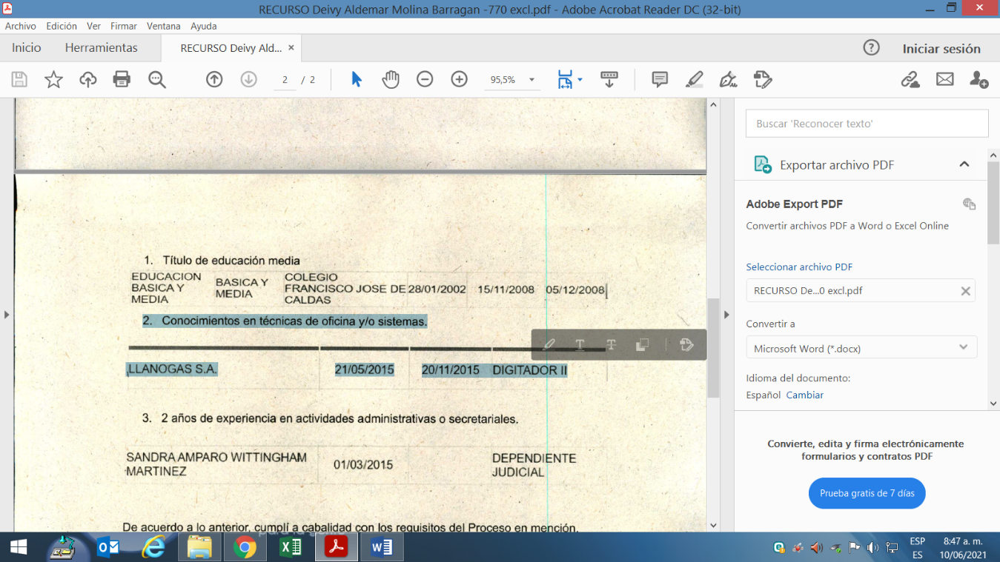 RECURSO Deivy Aldemar Molina Barragan -770 excl.pdf - Adobe Acrobat Reader DC (32-bit)
Archivo Edición Ver Firmar Ventana Ayuda
Inicio Herramientas RECURSO Deivy Ald... × Iniciar sesión
2 / 2 95,5%
Buscar 'Reconocer texto'
Exportar archivo PDF
Adobe Export PDF
Convertir archivos PDF a Word o Excel Online
Seleccionar archivo PDF
RECURSO De...0 excl.pdf
Convertir a
Microsoft Word (*.docx)
Idioma del documento:
Español Cambiar
Convierte, edita y firma electrónicamente
formularios y contratos PDF
Prueba gratis de 7 días
1. Título de educación media
EDUCACION BASICA Y MEDIA
BASICA Y MEDIA
COLEGIO FRANCISCO JOSE DE CALDAS
28/01/2002 15/11/2008 05/12/2008
2. Conocimientos en técnicas de oficina y/o sistemas.
LLANOGAS S.A. 21/05/2015 20/11/2015 DIGITADOR II
3. 2 años de experiencia en actividades administrativas o secretariales.
SANDRA AMPARO WITTINGHAM MARTINEZ
01/03/2015
DEPENDIENTE JUDICIAL
De acuerdo a lo anterior, cumplí a cabalidad con los requisitos del Proceso en mención.
ESP
ES
8:47 a. m.
10/06/2021